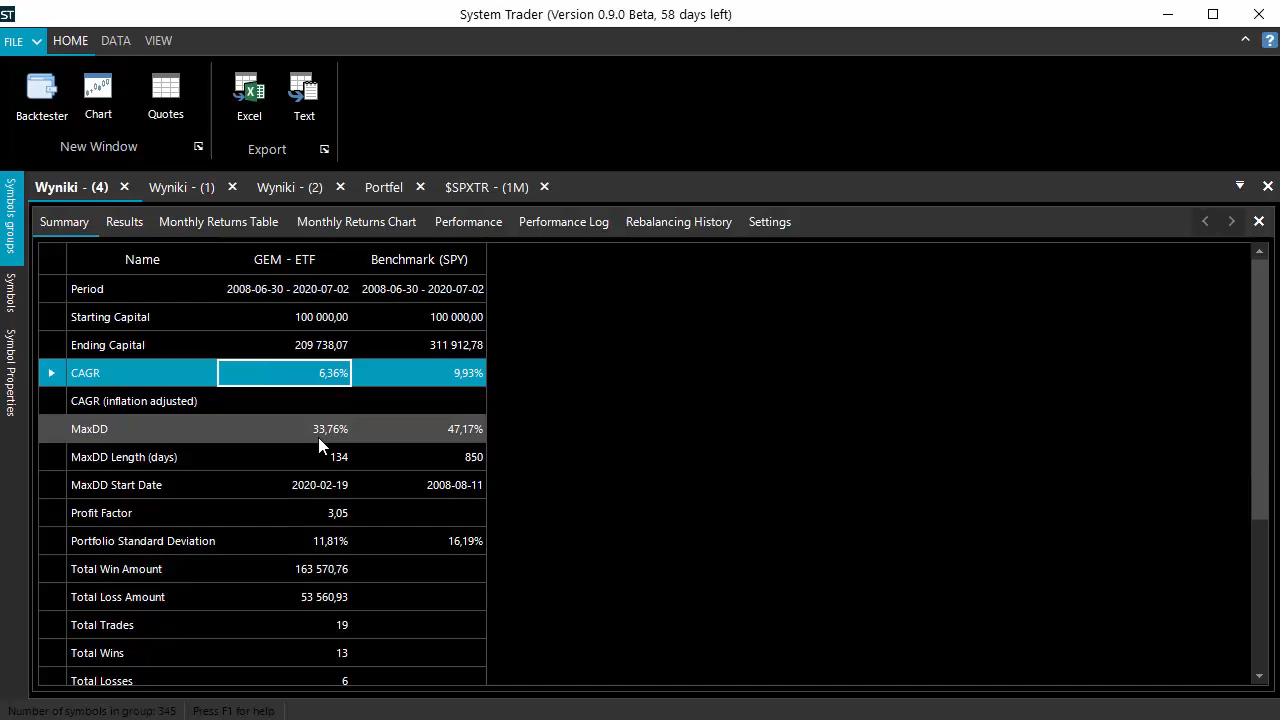 ST
System Trader (Version 0.9.0 Beta, 58 days left)
FILE HOME DATA VIEW
?
Backtester Chart Quotes Excel Text
New Window Export
Symbols groups
Symbols
Symbol Properties
Wyniki - (4) Wyniki - (1) Wyniki - (2) Portfel $SPXTR - (1M)
Summary Results Monthly Returns Table Monthly Returns Chart Performance Performance Log Rebalancing History Settings
Name GEM - ETF Benchmark (SPY)
Period 2008-06-30 - 2020-07-02 2008-06-30 - 2020-07-02
Starting Capital 100 000,00 100 000,00
Ending Capital 209 738,07 311 912,78
CAGR 6,36% 9,93%
CAGR (inflation adjusted)
MaxDD 33,76% 47,17%
MaxDD Length (days) 134 850
MaxDD Start Date 2020-02-19 2008-08-11
Profit Factor 3,05
Portfolio Standard Deviation 11,81% 16,19%
Total Win Amount 163 570,76
Total Loss Amount 53 560,93
Total Trades 19
Total Wins 13
Total Losses 6
Number of symbols in group: 345 Press F1 for help